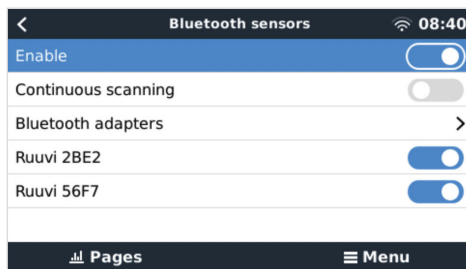 Bluetooth sensors 08:40
Enable
Continuous scanning
Bluetooth adapters
Ruuvi 2BE2
Ruuvi 56F7
Pages Menu